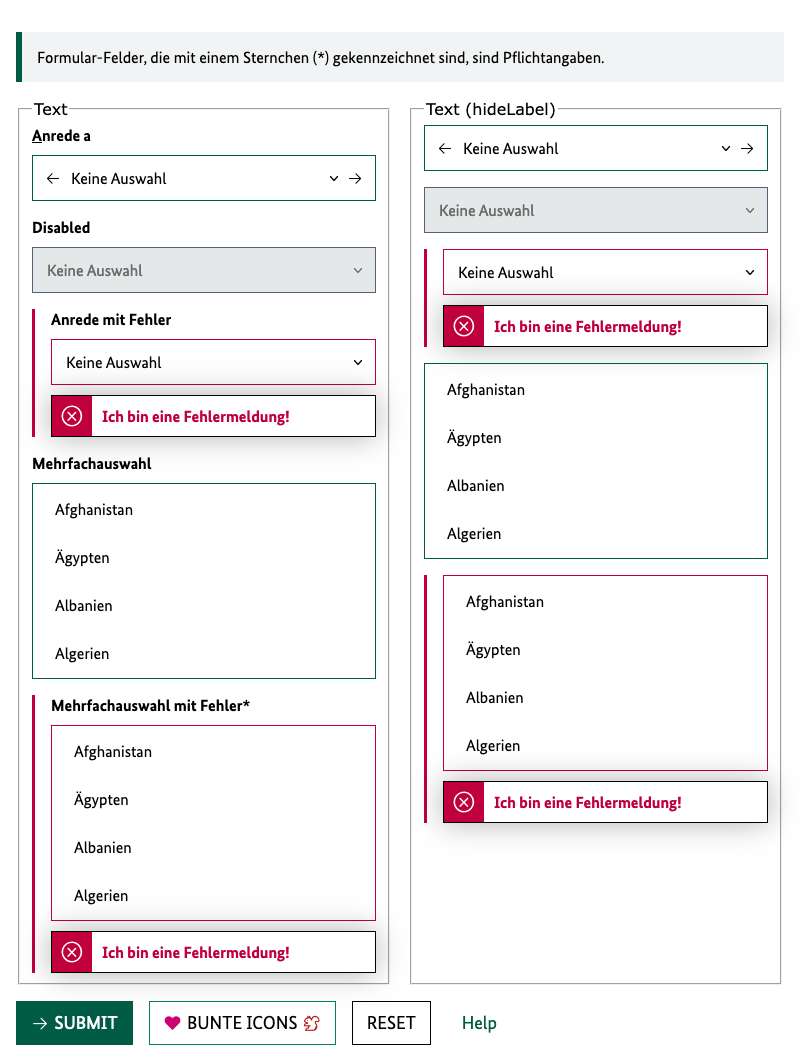 Formular-Felder, die mit einem Sternchen (*) gekennzeichnet sind, sind Pflichtangaben.
Text
Anrede a
Keine Auswahl
Disabled
Keine Auswahl
Anrede mit Fehler
Keine Auswahl
Ich bin eine Fehlermeldung!
Mehrfachauswahl
Afghanistan
Ägypten
Albanien
Algerien
Mehrfachauswahl mit Fehler*
Afghanistan
Ägypten
Albanien
Algerien
Ich bin eine Fehlermeldung!
Text (hideLabel)
Keine Auswahl
Keine Auswahl
Keine Auswahl
Ich bin eine Fehlermeldung!
Afghanistan
Ägypten
Albanien
Algerien
Afghanistan
Ägypten
Albanien
Algerien
Ich bin eine Fehlermeldung!
SUBMIT BUNTE ICONS RESET Help